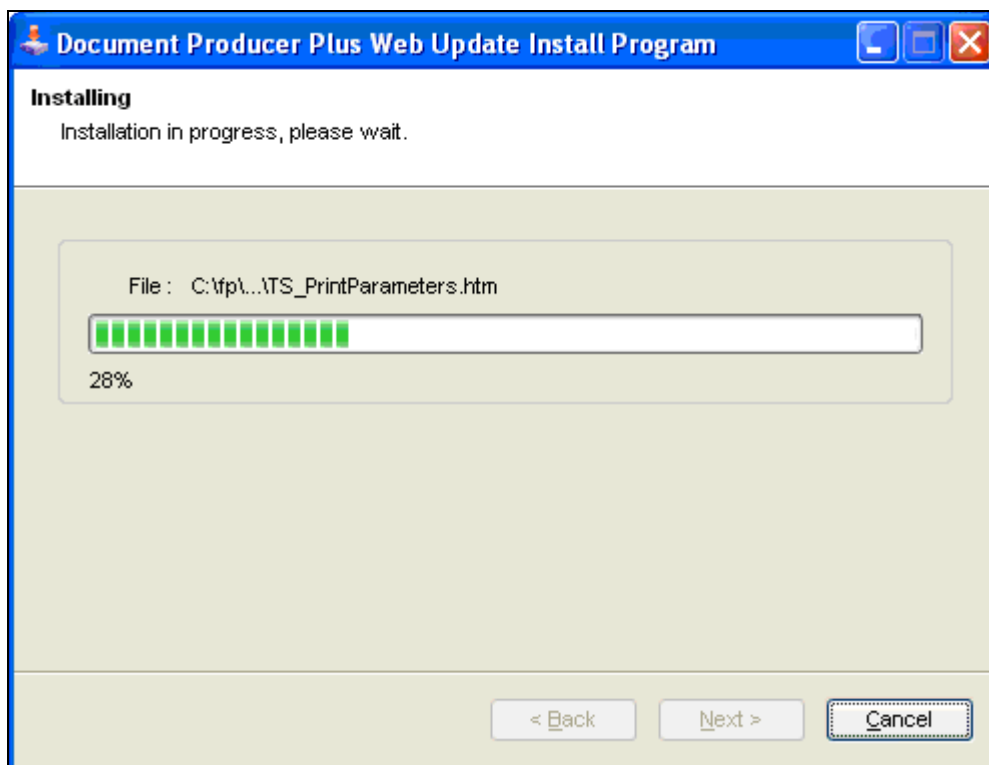 Document Producer Plus Web Update Install Program
Installing
Installation in progress, please wait.
File : C:\fp\...\TS_PrintParameters.htm
28%
< Back Next > Cancel